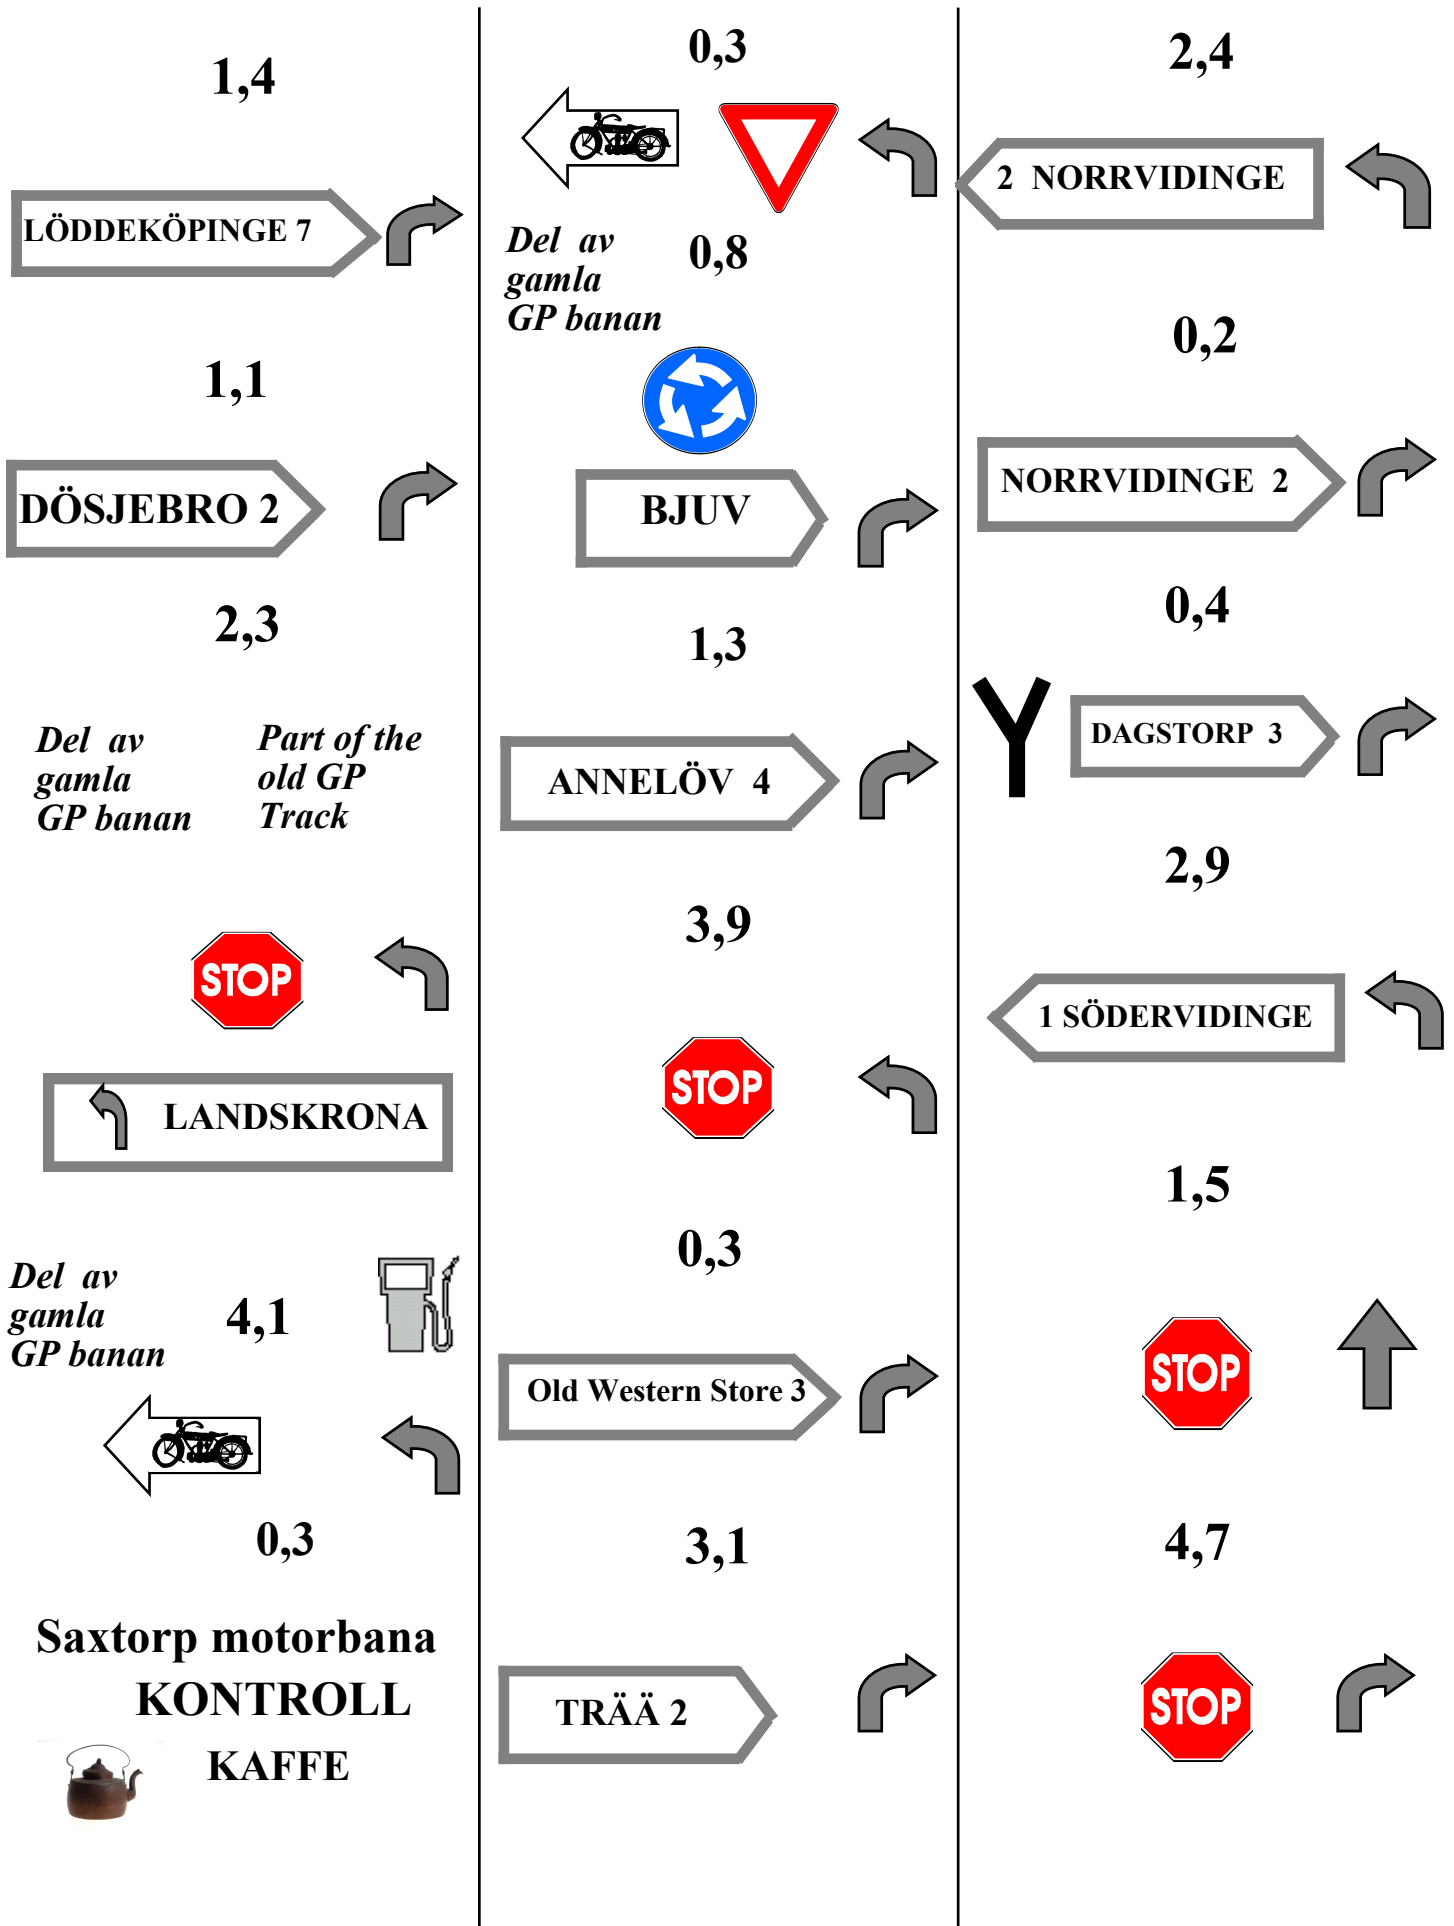 1,4
LÖDDEKÖPINGE 7
1,1
DÖSJEBRO 2
2,3
Del av
gamla
GP banan
Part of the
old GP
Track
STOP
LANDSKRONA
Del av
gamla
GP banan
4,1
0,3
Saxtorp motorbana
KONTROLL
KAFFE
0,3
Del av
gamla
GP banan
0,8
BJUV
1,3
ANNELÖV 4
3,9
STOP
0,3
Old Western Store 3
3,1
TRÄÄ 2
2,4
2 NORRVIDINGE
0,2
NORRVIDINGE 2
0,4
DAGSTORP 3
2,9
1 SÖDERVIDINGE
1,5
STOP
4,7
STOP